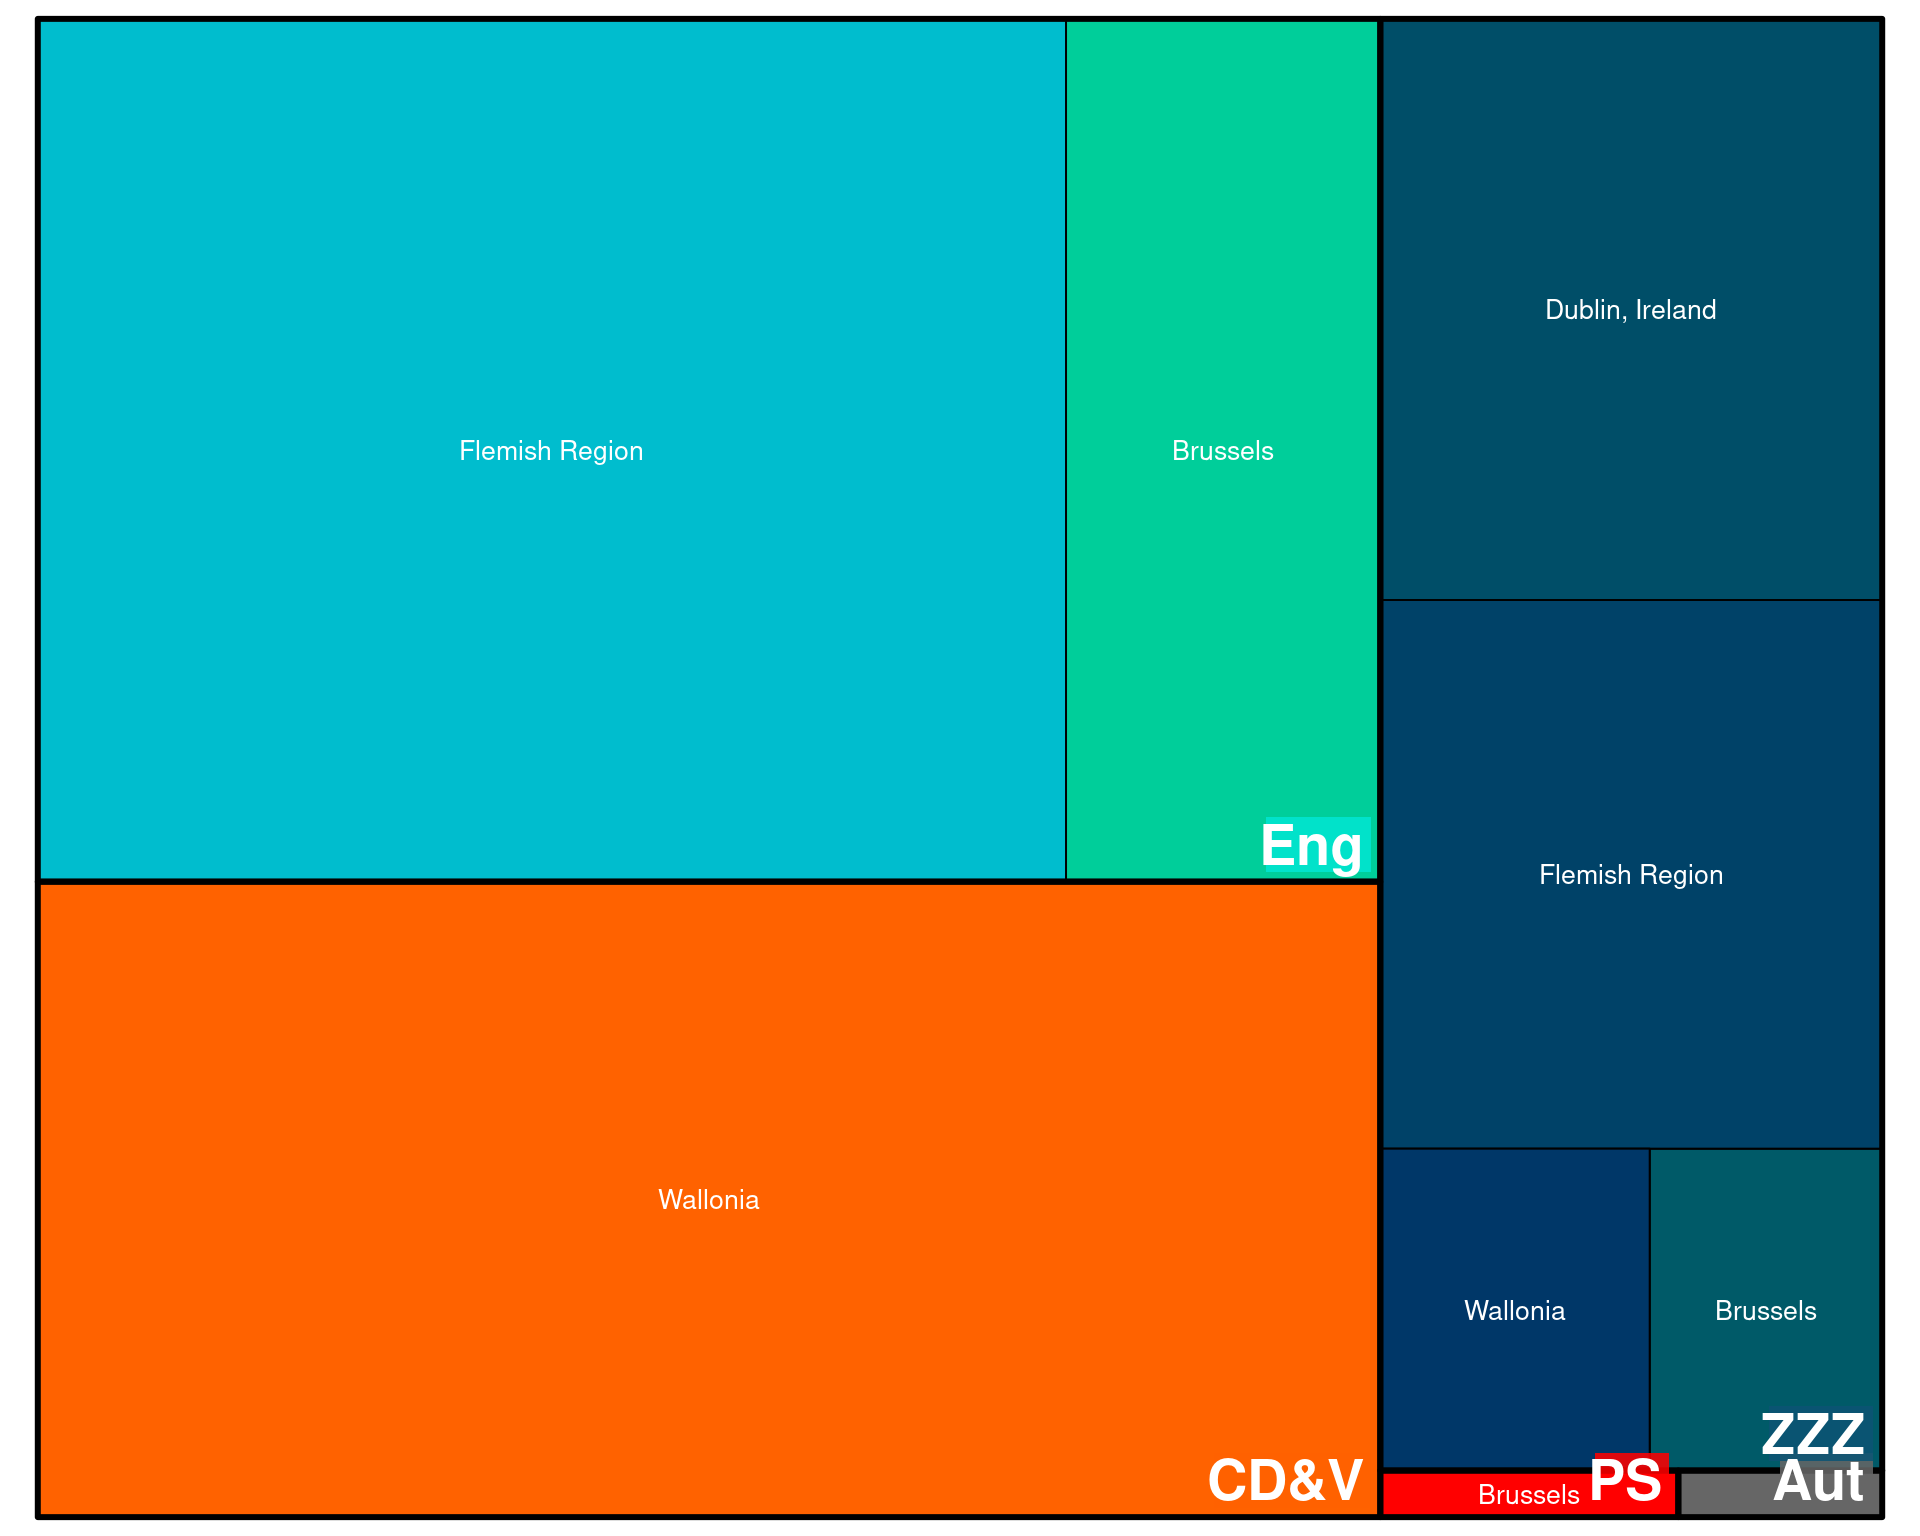 Flemish Region
Brussels
Eng
Wallonia
CD&V
Dublin, Ireland
Flemish Region
Wallonia
Brussels
ZZZ
Brussels
PS
Aut